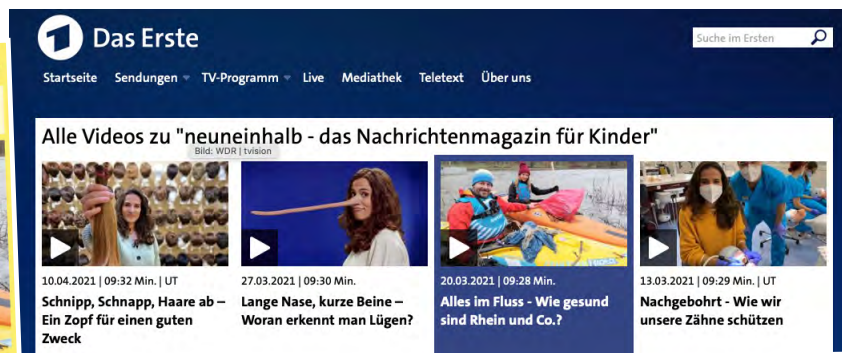 Das Erste
Suche im Ersten
Startseite Sendungen TV-Programm Live Mediathek Teletext Über uns
Alle Videos zu "neuneinhalb - das Nachrichtenmagazin für Kinder"
Bild: WDR | tvision
10.04.2021 | 09:32 Min. | UT
Schnipp, Schnapp, Haare ab –
Ein Zopf für einen guten
Zweck
27.03.2021 | 09:30 Min.
Lange Nase, kurze Beine –
Woran erkennt man Lügen?
20.03.2021 | 09:28 Min.
Alles im Fluss - Wie gesund
sind Rhein und Co.?
13.03.2021 | 09:29 Min. | UT
Nachgebohrt - Wie wir
unsere Zähne schützen